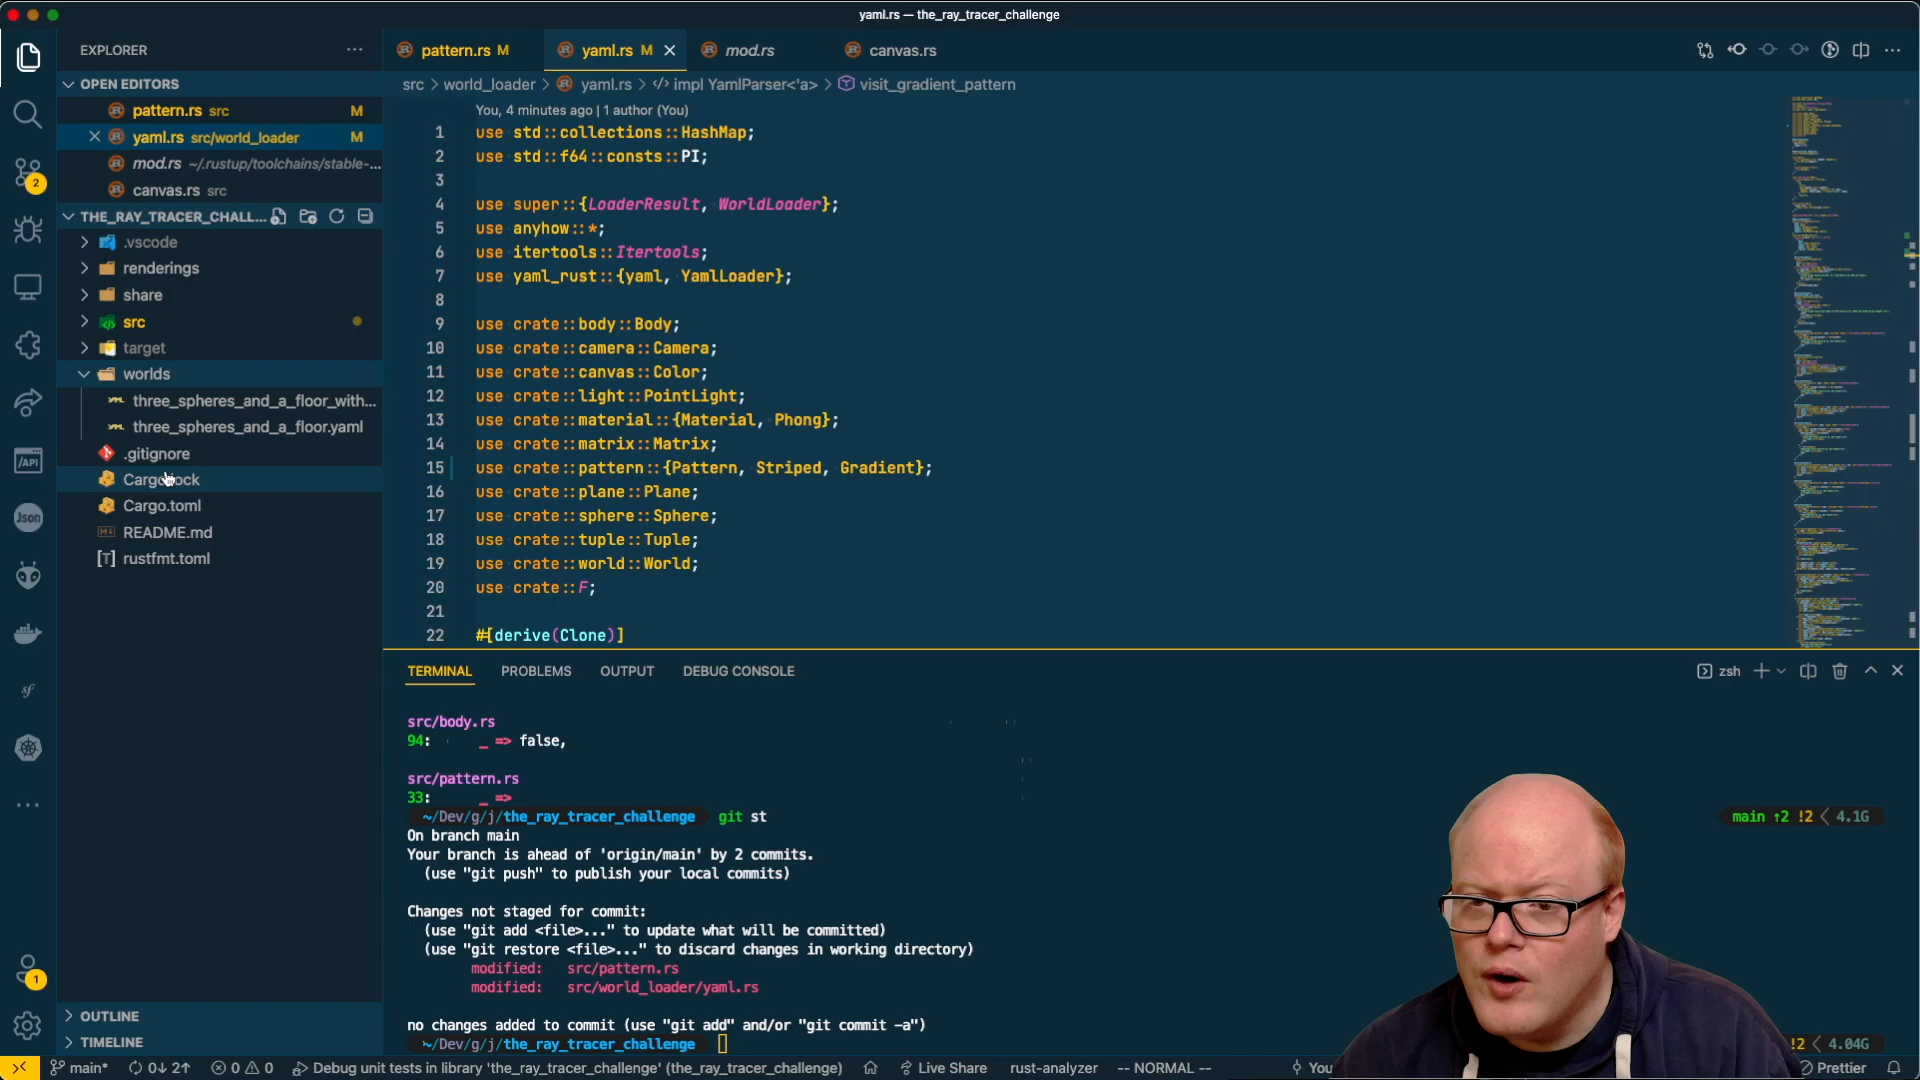 yaml.rs — the_ray_tracer_challenge
EXPLORER
OPEN EDITORS
pattern.rs src M
yaml.rs src/world_loader M
mod.rs ~/.rustup/toolchains/stable-...
canvas.rs src
THE_RAY_TRACER_CHALL...
.vscode
renderings
share
src
target
worlds
three_spheres_and_a_floor_with...
three_spheres_and_a_floor.yaml
.gitignore
Cargo.lock
Cargo.toml
README.md
rustfmt.toml
OUTLINE
TIMELINE
2
/API
Json
sf
1
pattern.rs M
yaml.rs M
mod.rs
canvas.rs
src > world_loader > yaml.rs > impl YamlParser<'a> > visit_gradient_pattern
You, 4 minutes ago | 1 author (You)
1 use std::collections::HashMap;
2 use std::f64::consts::PI;
3
4 use super::{LoaderResult, WorldLoader};
5 use anyhow::*;
6 use itertools::Itertools;
7 use yaml_rust::{yaml, YamlLoader};
8
9 use crate::body::Body;
10 use crate::camera::Camera;
11 use crate::canvas::Color;
12 use crate::light::PointLight;
13 use crate::material::{Material, Phong};
14 use crate::matrix::Matrix;
15 use crate::pattern::{Pattern, Striped, Gradient};
16 use crate::plane::Plane;
17 use crate::sphere::Sphere;
18 use crate::tuple::Tuple;
19 use crate::world::World;
20 use crate::F;
21
22 #[derive(Clone)]
TERMINAL PROBLEMS OUTPUT DEBUG CONSOLE
zsh
src/body.rs
94: _ => false,
src/pattern.rs
33: _ =>
~/Dev/g/j/the_ray_tracer_challenge git st
main ↑2 !2 < 4.1G
On branch main
Your branch is ahead of 'origin/main' by 2 commits.
(use "git push" to publish your local commits)
Changes not staged for commit:
(use "git add <file>..." to update what will be committed)
(use "git restore <file>..." to discard changes in working directory)
modified: src/pattern.rs
modified: src/world_loader/yaml.rs
no changes added to commit (use "git add" and/or "git commit -a")
~/Dev/g/j/the_ray_tracer_challenge
!2 < 4.04G
main* 0↓ 2↑ 0 0 Debug unit tests in library 'the_ray_tracer_challenge' (the_ray_tracer_challenge) Live Share rust-analyzer -- NORMAL -- You Prettier